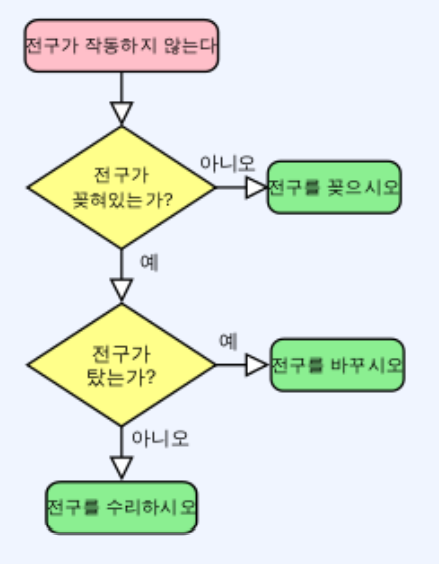 전구가 작동하지 않는다
전구가
꽂혀있는가?
아니오
전구를 꽂으시오
예
전구가
탔는가?
예
전구를 바꾸시오
아니오
전구를 수리하시오